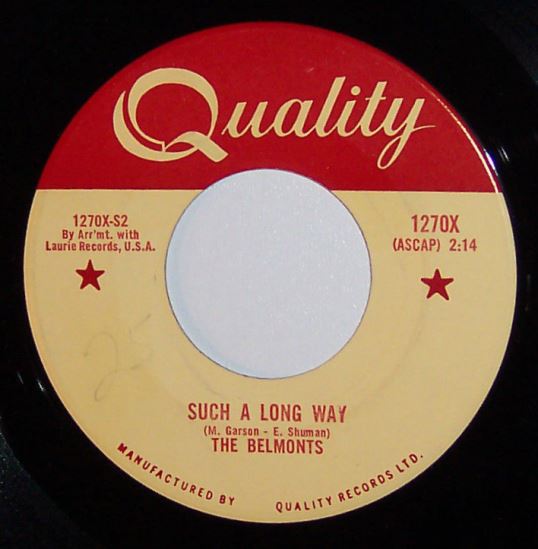 Quality
1270X-S2
By Arr'mt. with
Laurie Records, U.S.A.
1270X
(ASCAP) 2:14
25
SUCH A LONG WAY
(M. Garson - E. Shuman)
THE BELMONTS
MANUFACTURED BY QUALITY RECORDS LTD.